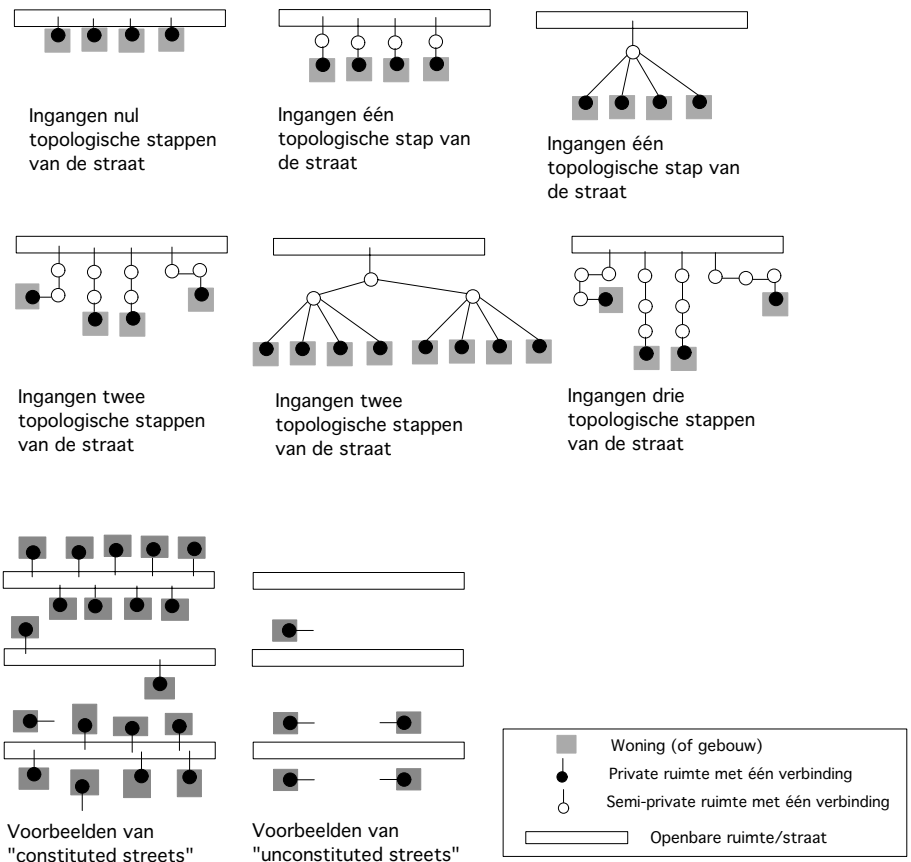 Ingangen nul
topologische stappen
van de straat
Ingangen één
topologische stap van
de straat
Ingangen één
topologische stap van
de straat
Ingangen twee
topologische stappen
van de straat
Ingangen twee
topologische stappen
van de straat
Ingangen drie
topologische stappen
van de straat
Voorbeelden van
"constituted streets"
Voorbeelden van
"unconstituted streets"
Woning (of gebouw)
Private ruimte met één verbinding
Semi-private ruimte met één verbinding
Openbare ruimte/straat